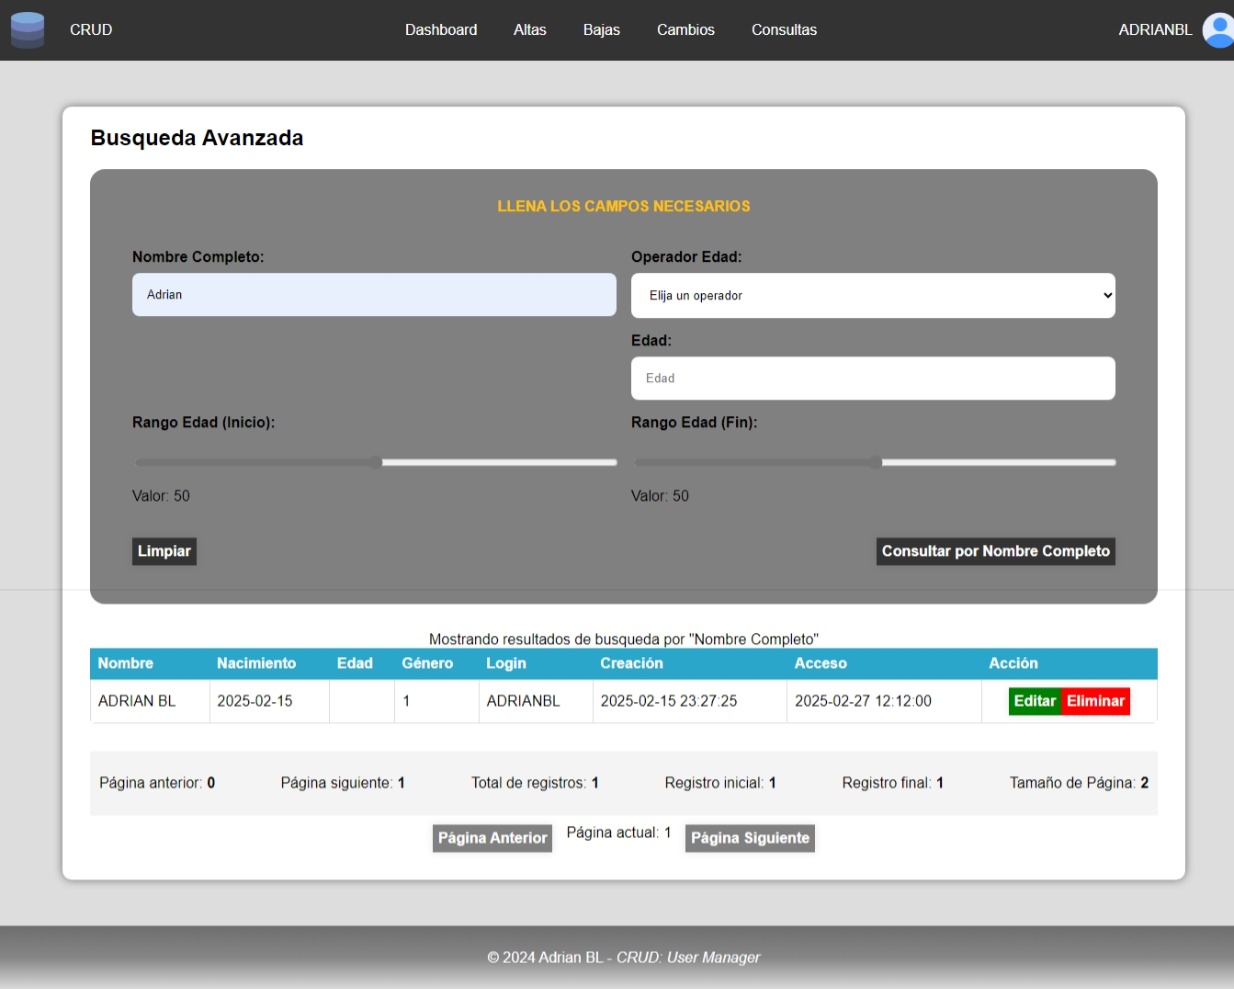 CRUD Dashboard Altas Bajas Cambios Consultas ADRIANBL
Busqueda Avanzada
LLENA LOS CAMPOS NECESARIOS
Nombre Completo: Operador Edad:
Adrian Elija un operador
Edad:
Edad
Rango Edad (Inicio): Rango Edad (Fin):
Valor: 50 Valor: 50
Limpiar Consultar por Nombre Completo
Mostrando resultados de busqueda por "Nombre Completo"
Nombre Nacimiento Edad Género Login Creación Acceso Acción
ADRIAN BL 2025-02-15 1 ADRIANBL 2025-02-15 23:27:25 2025-02-27 12:12:00 Editar Eliminar
Página anterior: 0 Página siguiente: 1 Total de registros: 1 Registro inicial: 1 Registro final: 1 Tamaño de Página: 2
Página Anterior Página actual: 1 Página Siguiente
© 2024 Adrian BL - CRUD: User Manager